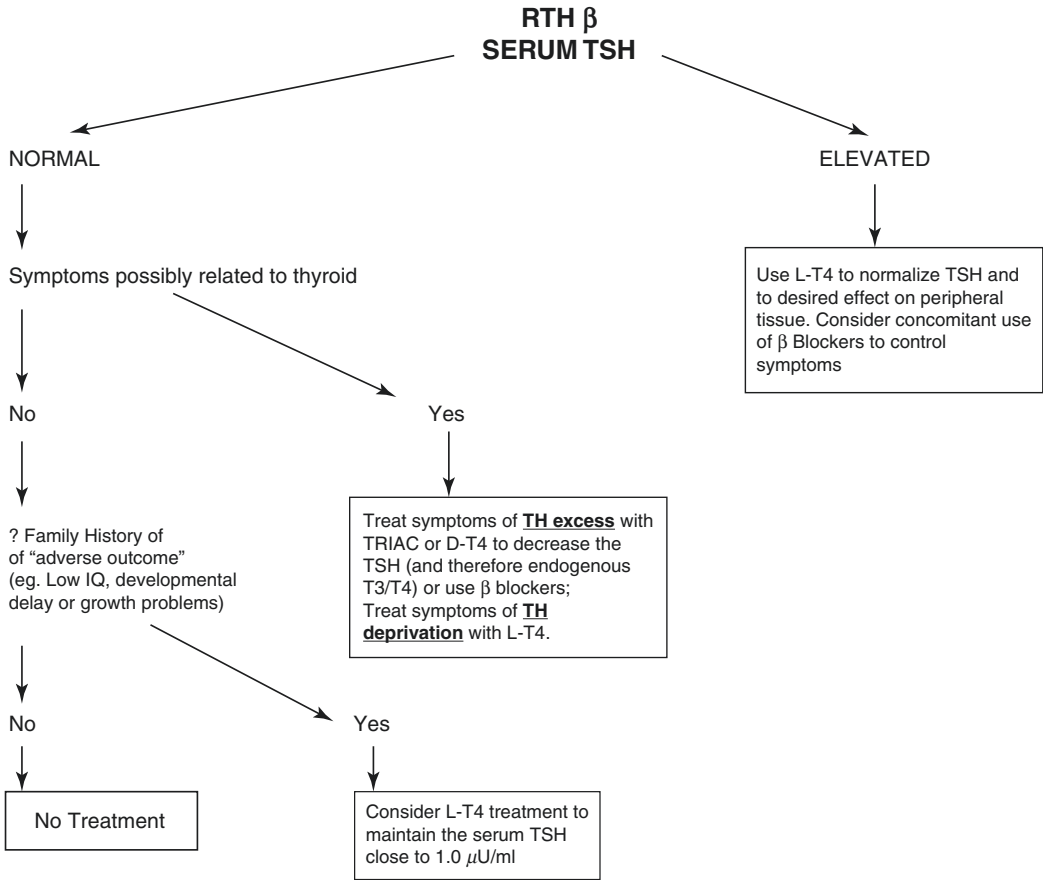 RTH β
SERUM TSH
NORMAL
ELEVATED
Symptoms possibly related to thyroid
Use L-T4 to normalize TSH and
to desired effect on peripheral
tissue. Consider concomitant use
of β Blockers to control
symptoms
No
Yes
? Family History of
of “adverse outcome”
(eg. Low IQ, developmental
delay or growth problems)
Treat symptoms of TH excess with
TRIAC or D-T4 to decrease the
TSH (and therefore endogenous
T3/T4) or use β blockers;
Treat symptoms of TH
deprivation with L-T4.
No
Yes
No Treatment
Consider L-T4 treatment to
maintain the serum TSH
close to 1.0 μU/ml